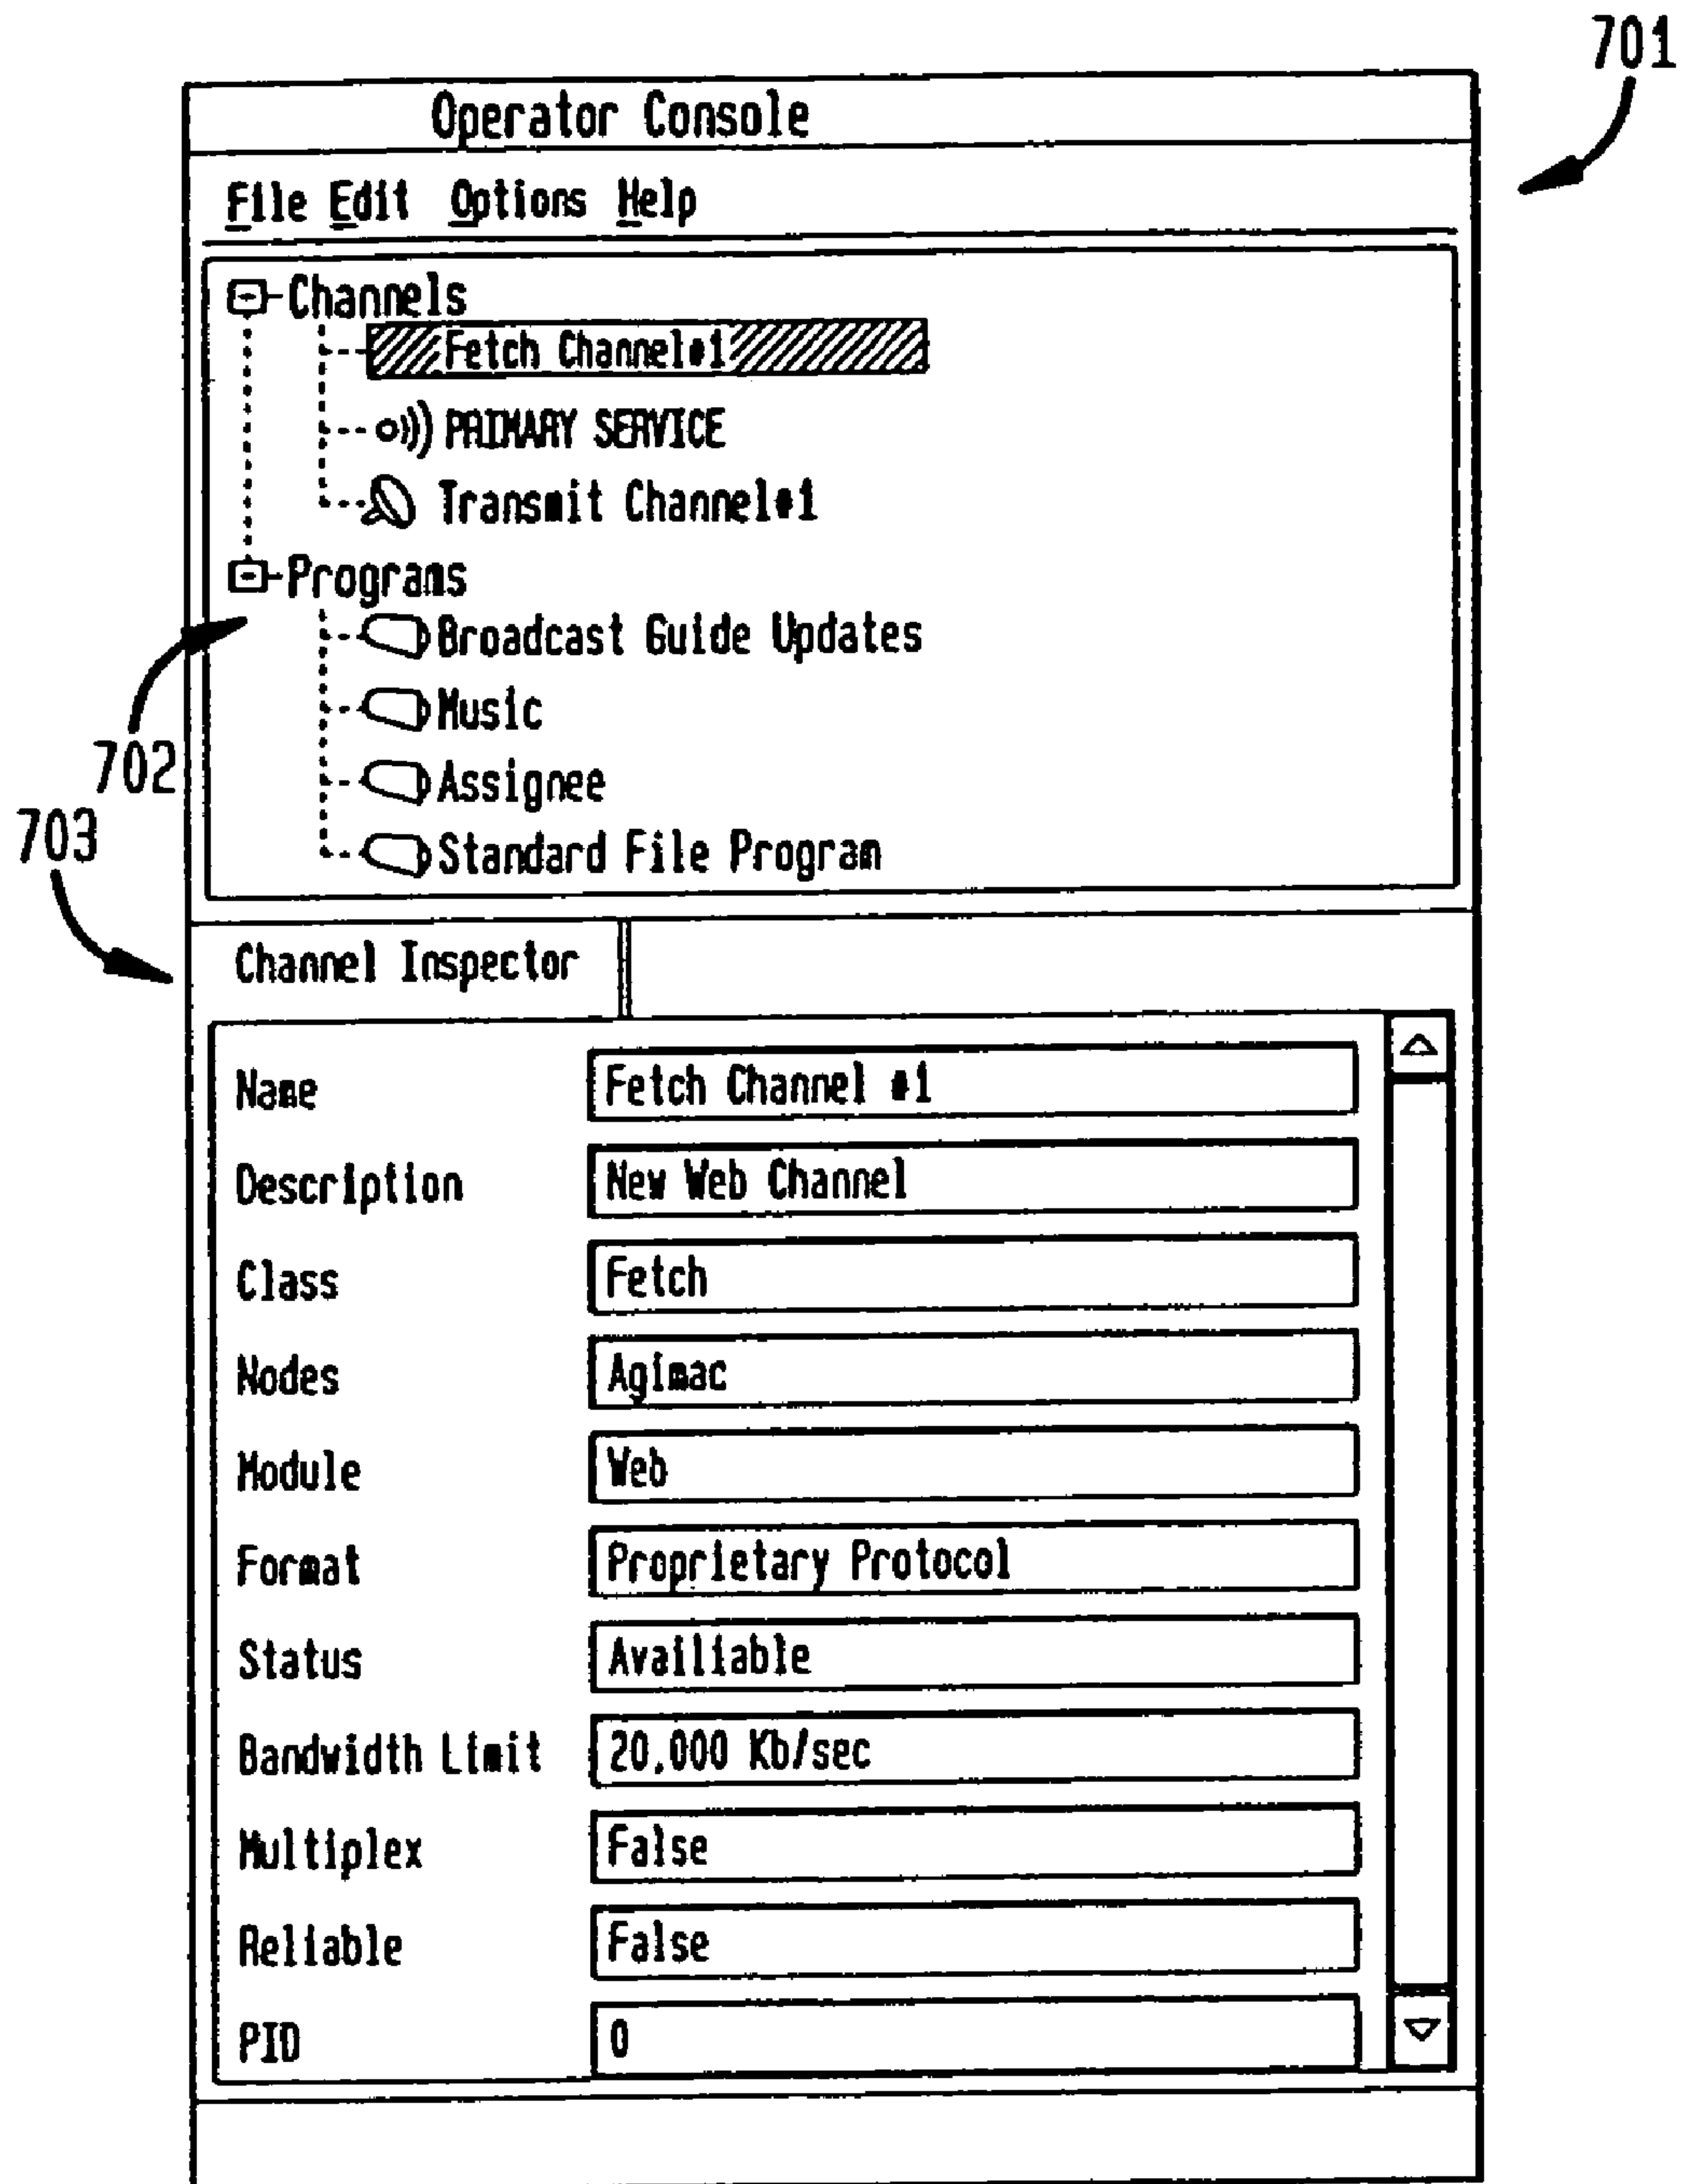 701
Operator Console
File Edit Options Help
Channels
Fetch Channel#1
PRIMARY SERVICE
Transmit Channel#1
Programs
Broadcast Guide Updates
702
Music
Assignee
703
Standard File Program
Channel Inspector
Name Fetch Channel #1
Description New Web Channel
Class Fetch
Nodes Agimac
Module Web
Format Proprietary Protocol
Status Availiable
Bandwidth Limit 20,000 Kb/sec
Multiplex False
Reliable False
PID 0